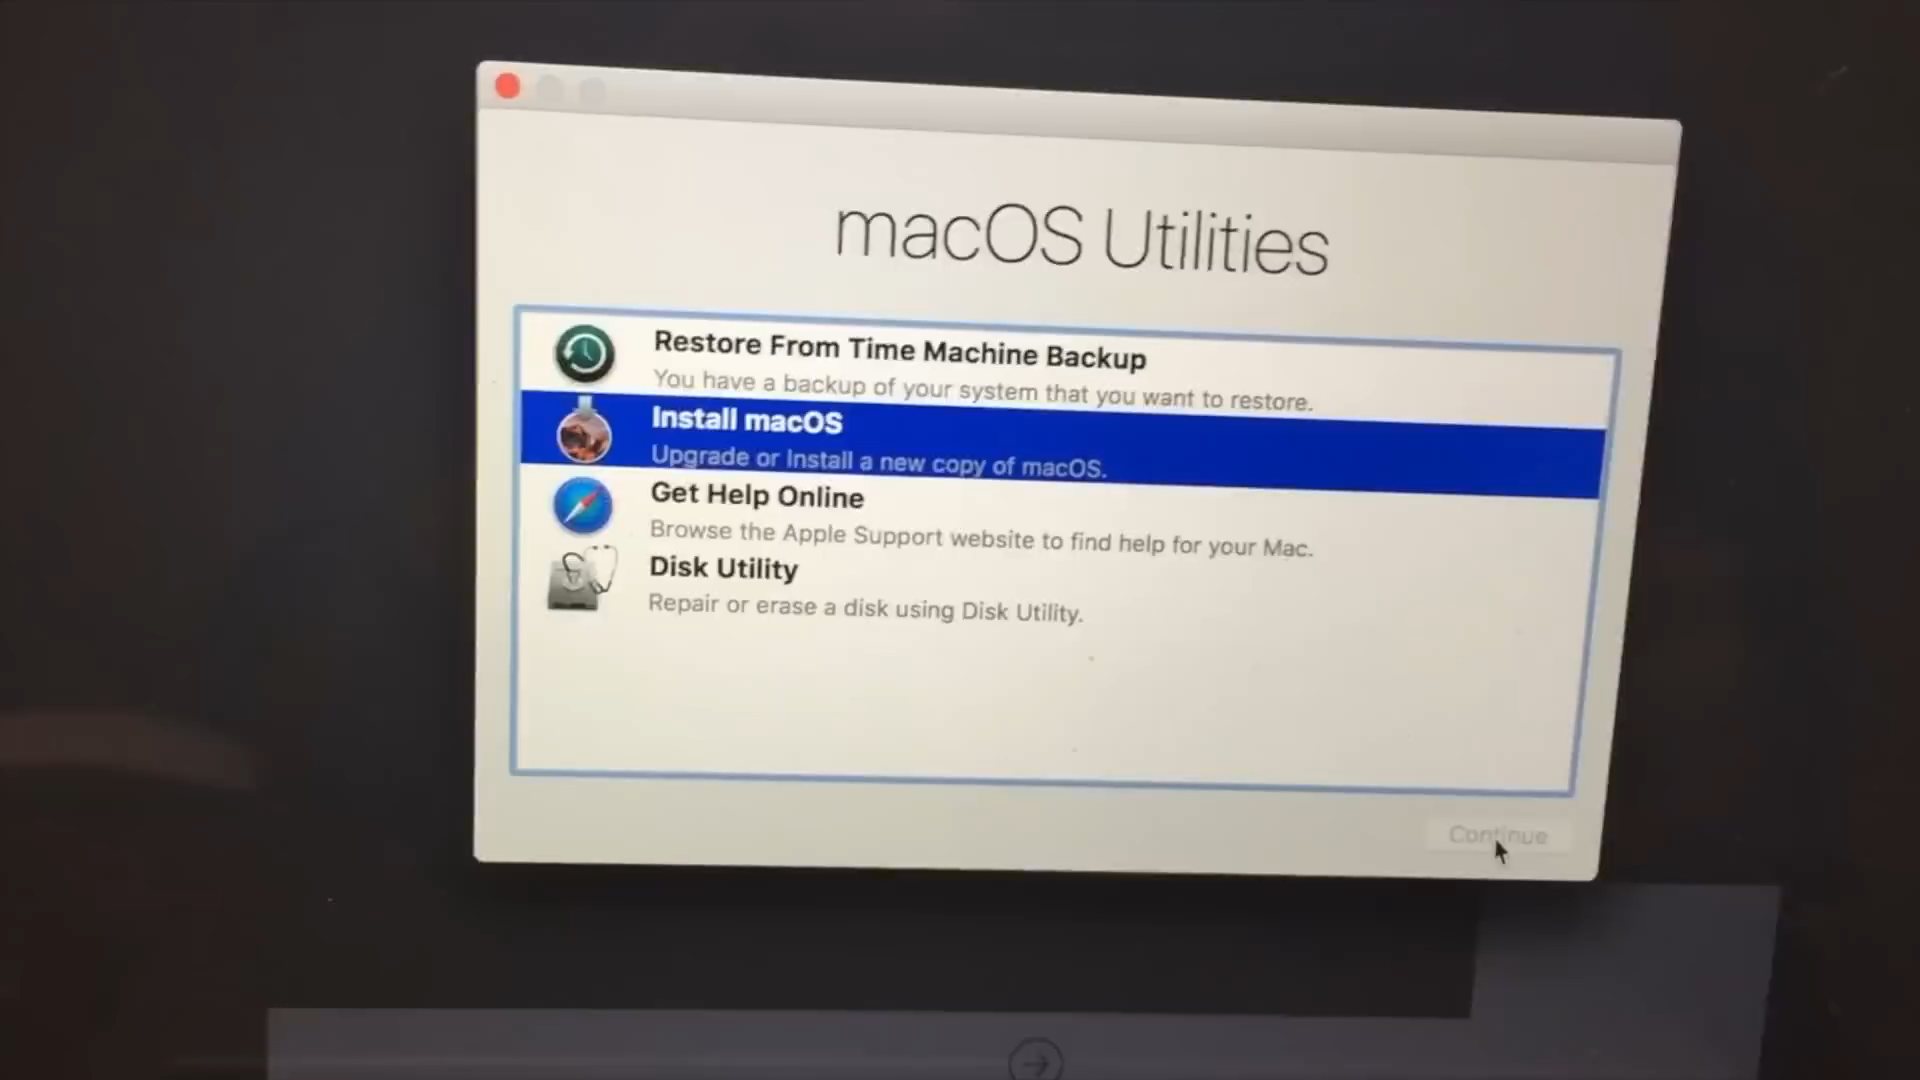 macOS Utilities
Restore From Time Machine Backup
You have a backup of your system that you want to restore.
Install macOS
Upgrade or Install a new copy of macOS.
Get Help Online
Browse the Apple Support website to find help for your Mac.
Disk Utility
Repair or erase a disk using Disk Utility.
Continue